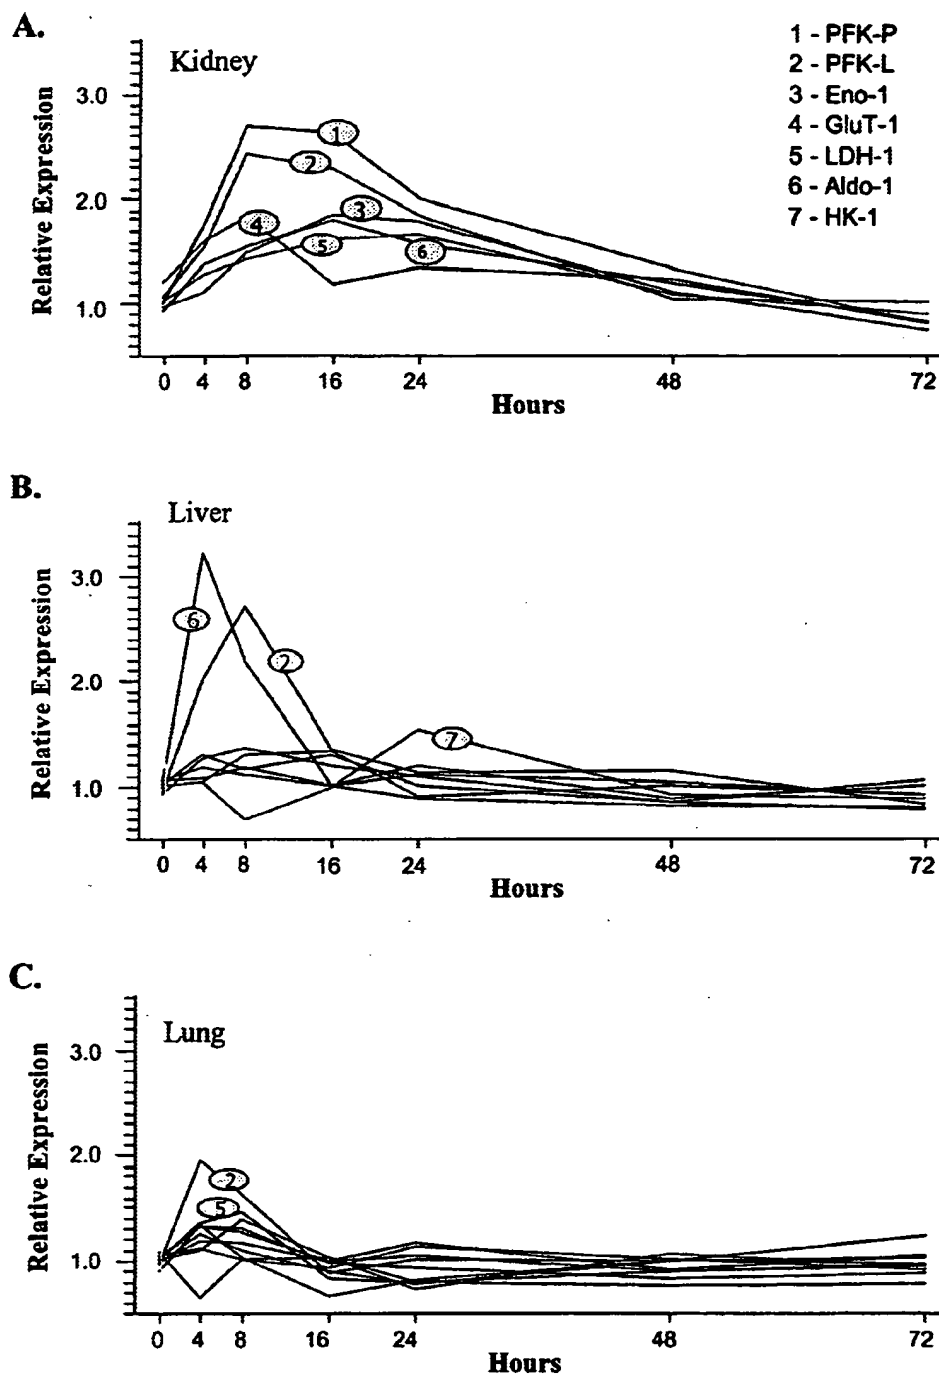 A.
Kidney
1 - PFK-P
2 - PFK-L
3 - Eno-1
4 - GluT-1
5 - LDH-1
6 - Aldo-1
7 - HK-1
Relative Expression
3.0
2.0
1.0
1
2
3
4
5
6
0 4 8 16 24 48 72
Hours
B.
Liver
Relative Expression
3.0
2.0
1.0
6
2
7
0 4 8 16 24 48 72
Hours
C.
Lung
Relative Expression
3.0
2.0
1.0
2
5
0 4 8 16 24 48 72
Hours